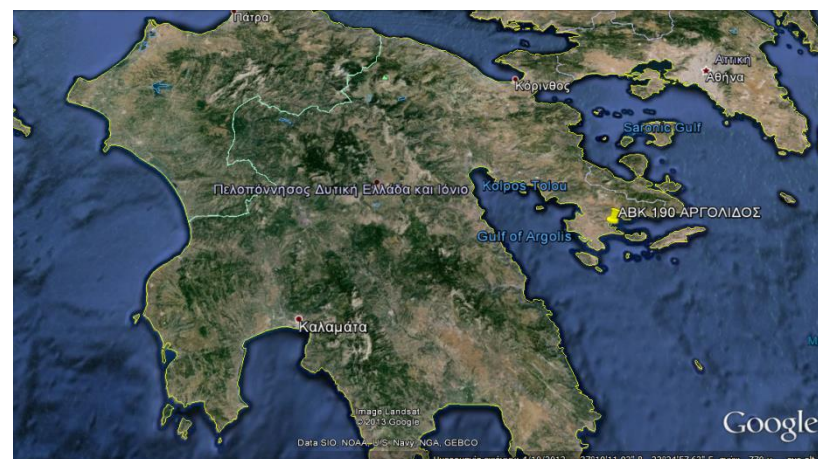 Πάτρα
Αττική
Αθήνα
Κόρινθος
Saronic Gulf
Πελοπόννησος Δυτική Ελλάδα και Ιόνιο
Kolpos Tolou
ΑΒΚ 190 ΑΡΓΟΛΙΔΟΣ
Gulf of Argolis
Καλαμάτα
Image Landsat
© 2013 Google
Data SIO, NOAA, U.S. Navy, NGA, GEBCO
Google